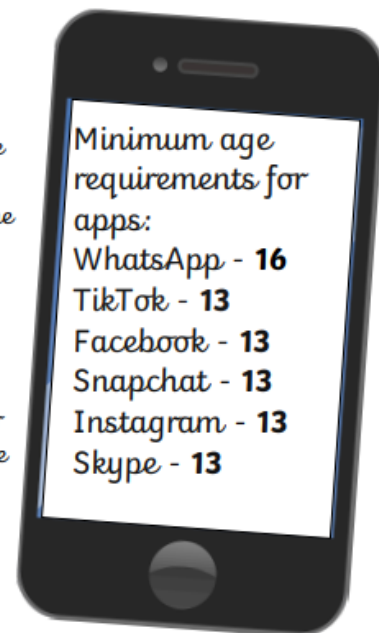 Minimum age
requirements for
apps:
WhatsApp - 16
TikTok - 13
Facebook - 13
Snapchat - 13
Instagram - 13
Skype - 13